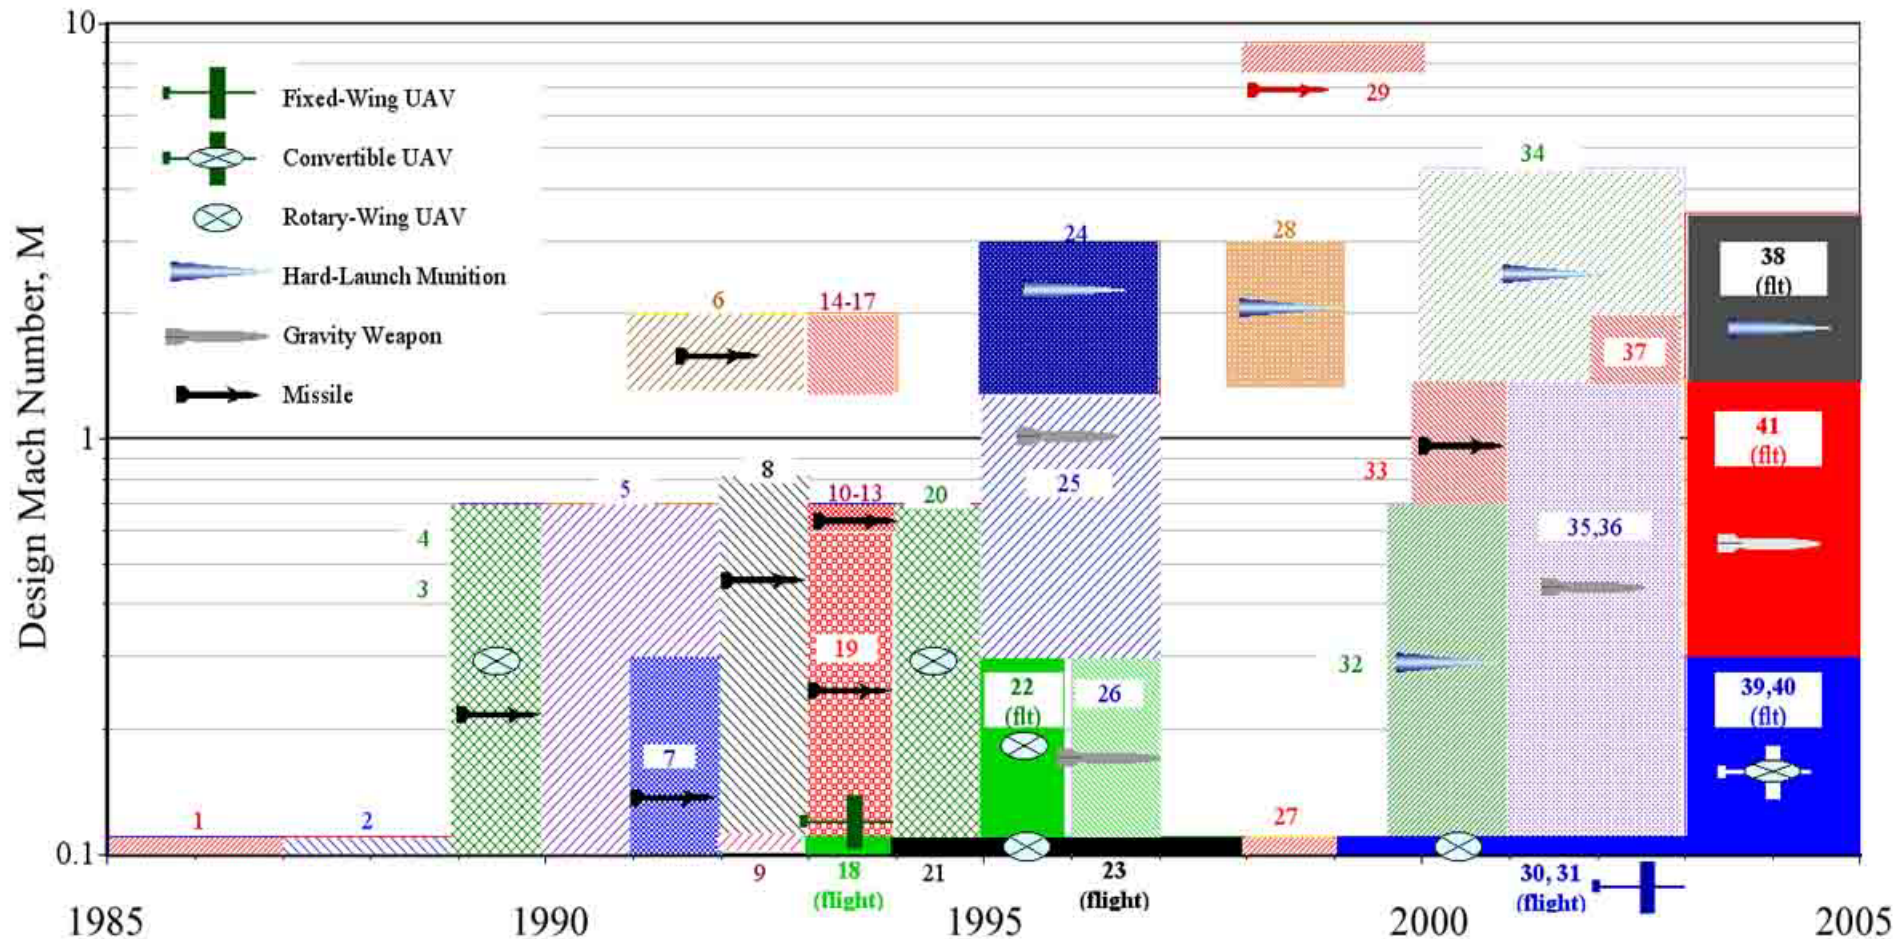 10
29
Fixed-Wing UAV
Convertible UAV
34
Rotary-Wing UAV
24
28
38
(flt)
Hard-Launch Munition
6
14-17
Gravity Weapon
37
Missile
Design Mach Number, M
1
41
(flt)
8
33
25
5
10-13
20
4
35,36
3
19
32
22
(flt)
26
39,40
(flt)
7
1
2
27
0.1
9
18
(flight)
21
23
(flight)
30, 31
(flight)
1985
1990
1995
2000
2005